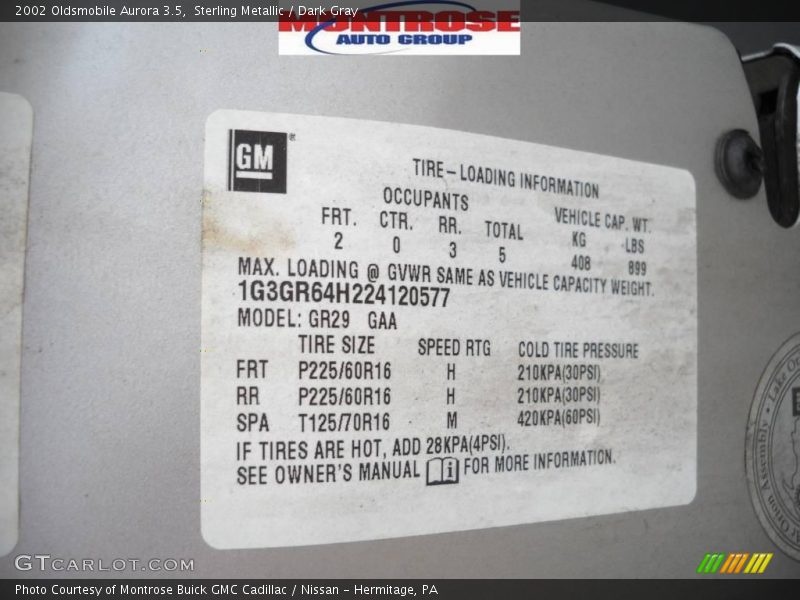 2002 Oldsmobile Aurora 3.5, Sterling Metallic / Dark Gray
MONTROSE
AUTO GROUP
GM®
TIRE-LOADING INFORMATION
OCCUPANTS
FRT. CTR. RR. TOTAL VEHICLE CAP. WT.
KG LBS
2 0 3 5 408 899
MAX. LOADING @ GVWR SAME AS VEHICLE CAPACITY WEIGHT.
1G3GR64H224120577
MODEL: GR29 GAA
TIRE SIZE SPEED RTG COLD TIRE PRESSURE
FRT P225/60R16 H 210KPA(30PSI)
RR P225/60R16 H 210KPA(30PSI)
SPA T125/70R16 M 420KPA(60PSI)
IF TIRES ARE HOT, ADD 28KPA(4PSI).
SEE OWNER'S MANUAL i FOR MORE INFORMATION.
Lake Orion Assembly
GTCARLOT.COM
Photo Courtesy of Montrose Buick GMC Cadillac / Nissan - Hermitage, PA